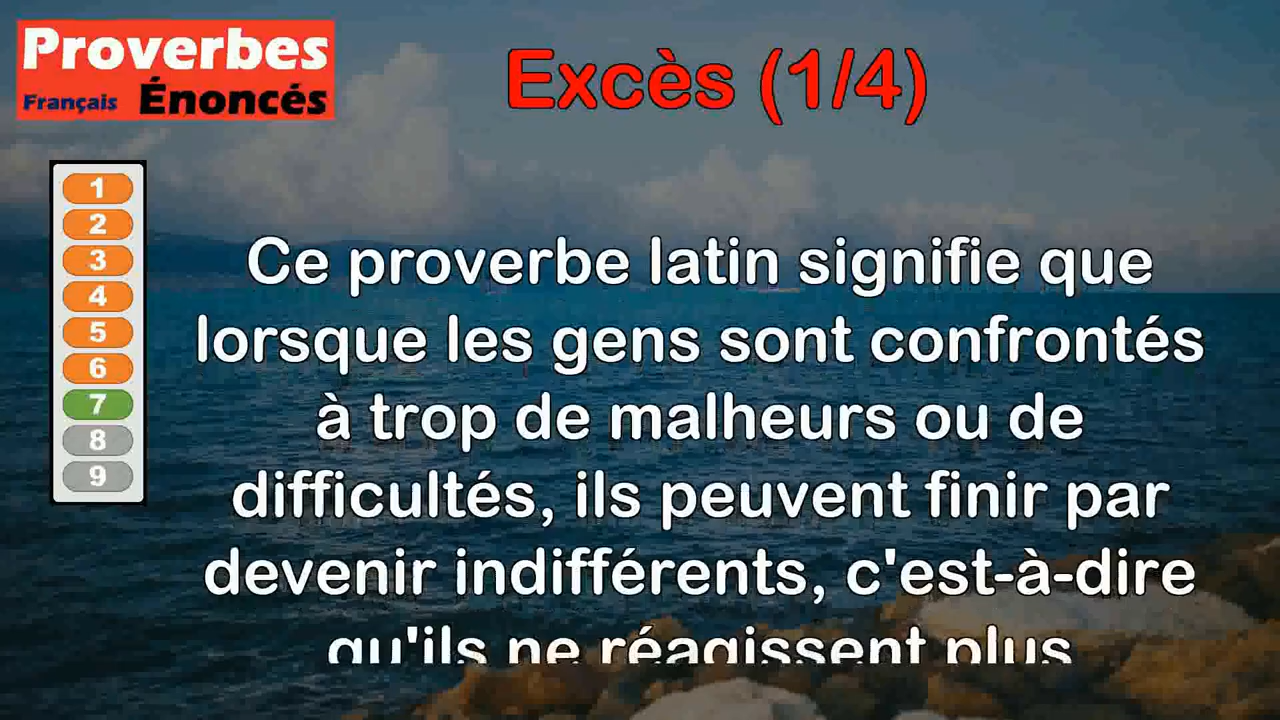 Proverbes
Français Énoncés
Excès (1/4)
1
2
3
4
5
6
7
8
9
Ce proverbe latin signifie que
lorsque les gens sont confrontés
à trop de malheurs ou de
difficultés, ils peuvent finir par
devenir indifférents, c'est-à-dire
qu'ils ne réagissent plus